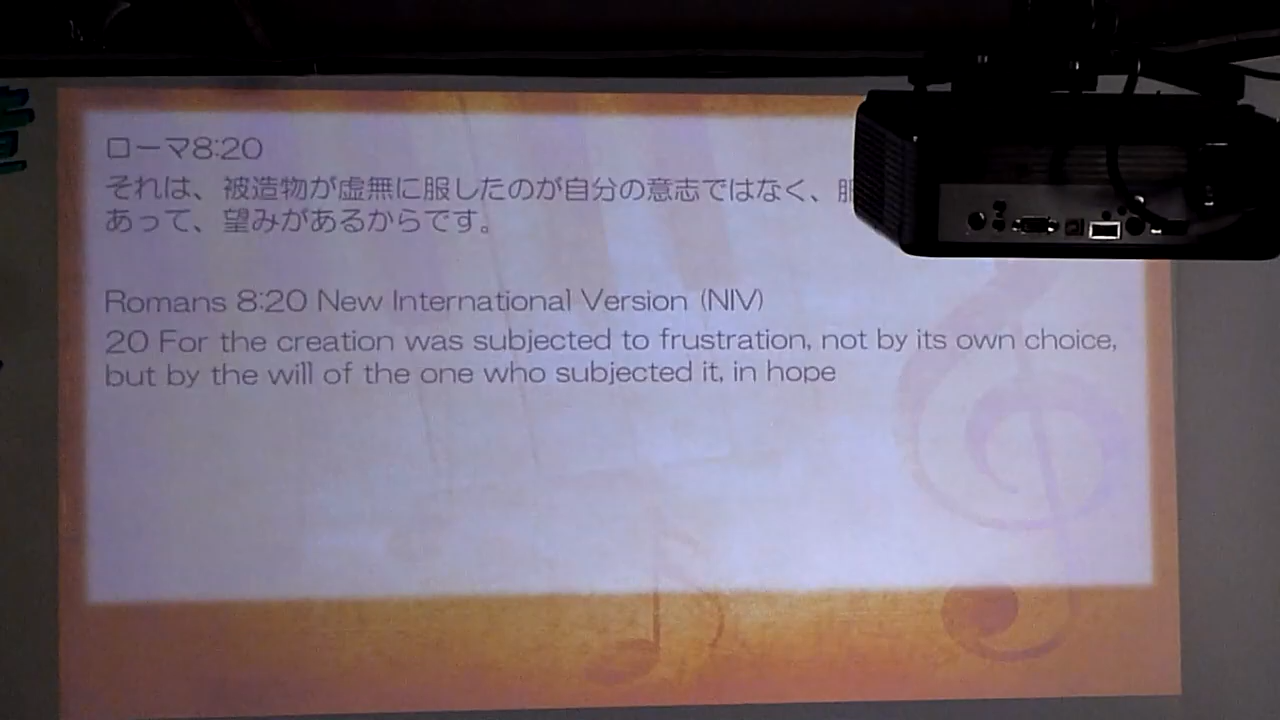 ローマ8:20
それは、被造物が虚無に服したのが自分の意志ではなく、
あって、望みがあるからです。
Romans 8:20 New International Version (NIV)
20 For the creation was subjected to frustration, not by its own choice,
but by the will of the one who subjected it, in hope